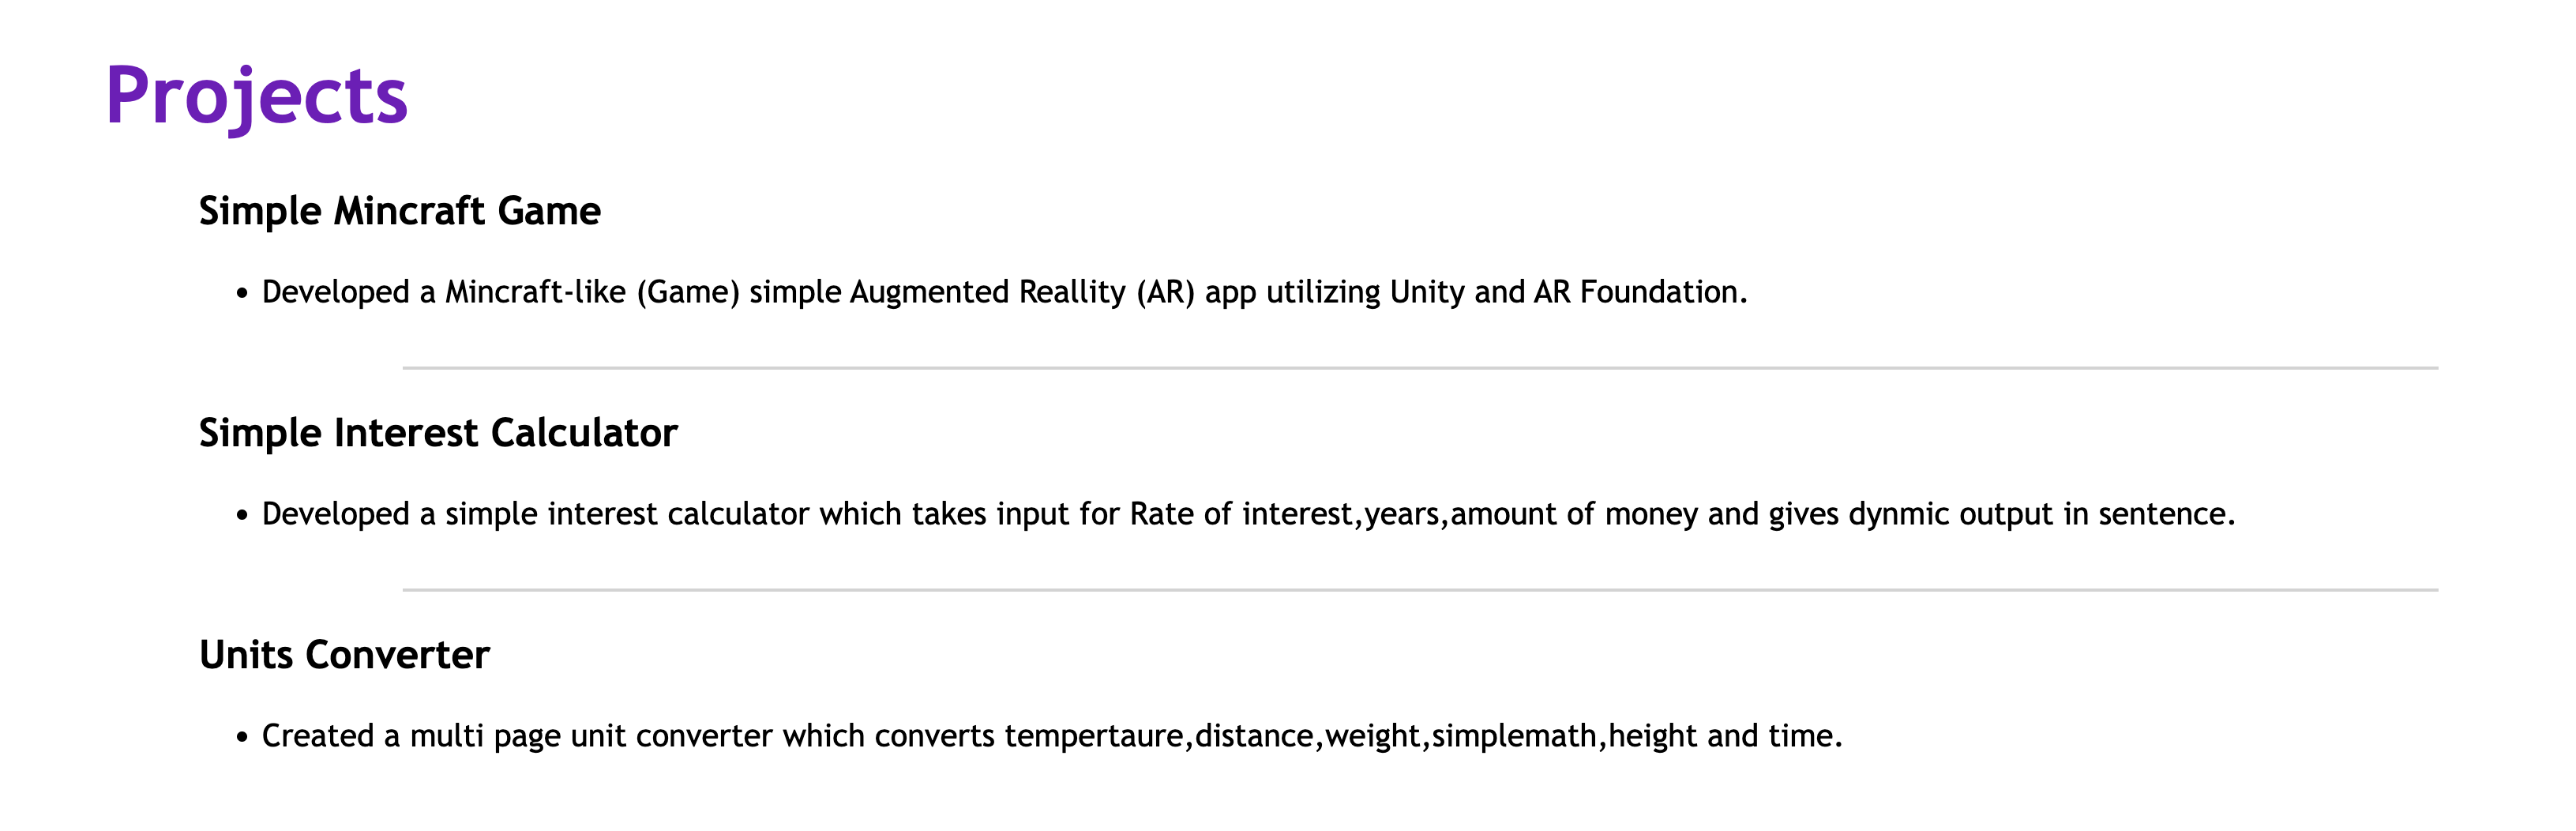 Projects
Simple Mincraft Game
• Developed a Mincraft-like (Game) simple Augmented Reallity (AR) app utilizing Unity and AR Foundation.
Simple Interest Calculator
• Developed a simple interest calculator which takes input for Rate of interest,years,amount of money and gives dynmic output in sentence.
Units Converter
• Created a multi page unit converter which converts tempertaure,distance,weight,simplemath,height and time.